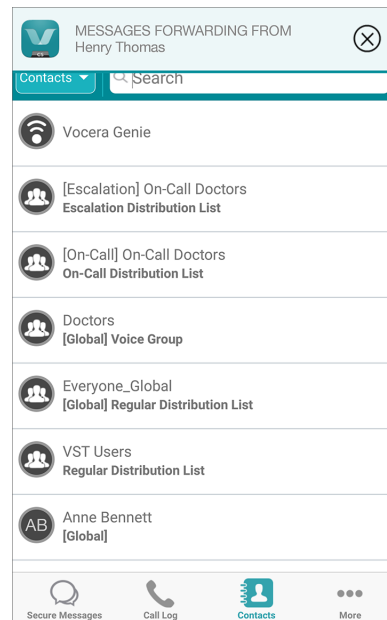 MESSAGES FORWARDING FROM
Henry Thomas
Contacts
Search
Vocera Genie
[Escalation] On-Call Doctors
Escalation Distribution List
[On-Call] On-Call Doctors
On-Call Distribution List
Doctors
[Global] Voice Group
Everyone_Global
[Global] Regular Distribution List
VST Users
Regular Distribution List
AB
Anne Bennett
[Global]
Secure Messages
Call Log
Contacts
More